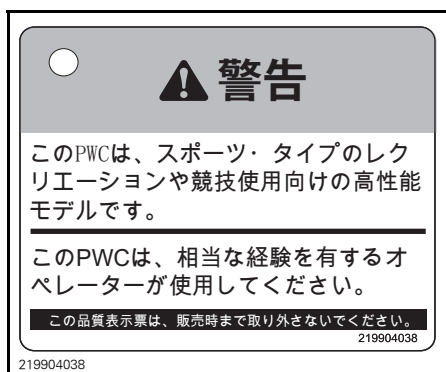 警告
このPWCは、スポーツ・タイプのレク
リエーションや競技使用向けの高性能
モデルです。
このPWCは、相当な経験を有するオ
ペレーターが使用してください。
この品質表示票は、販売時まで取り外さないでください。
219904038
219904038